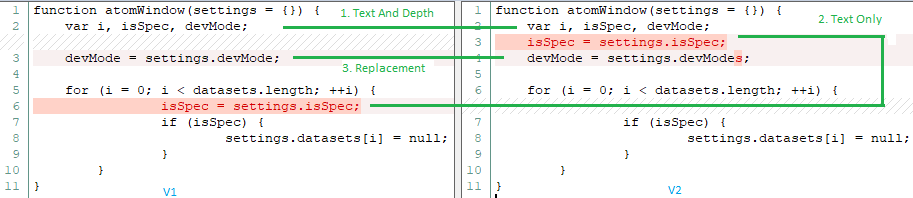 1 function atomWindow(settings = {}) {
2 var i, isSpec, devMode;
3 devMode = settings.devMode;
4
5 for (i = 0; i < datasets.length; ++i) {
6 isSpec = settings.isSpec;
7 if (isSpec) {
8 settings.datasets[i] = null;
9 }
10 }
11 }
V1
1. Text And Depth
3. Replacement
1 function atomWindow(settings = {}) {
2 var i, isSpec, devMode;
3 isSpec = settings.isSpec;
4 devMode = settings.devModes;
5
6 for (i = 0; i < datasets.length; ++i) {
7 if (isSpec) {
8 settings.datasets[i] = null;
9 }
10 }
11 }
V2
2. Text Only